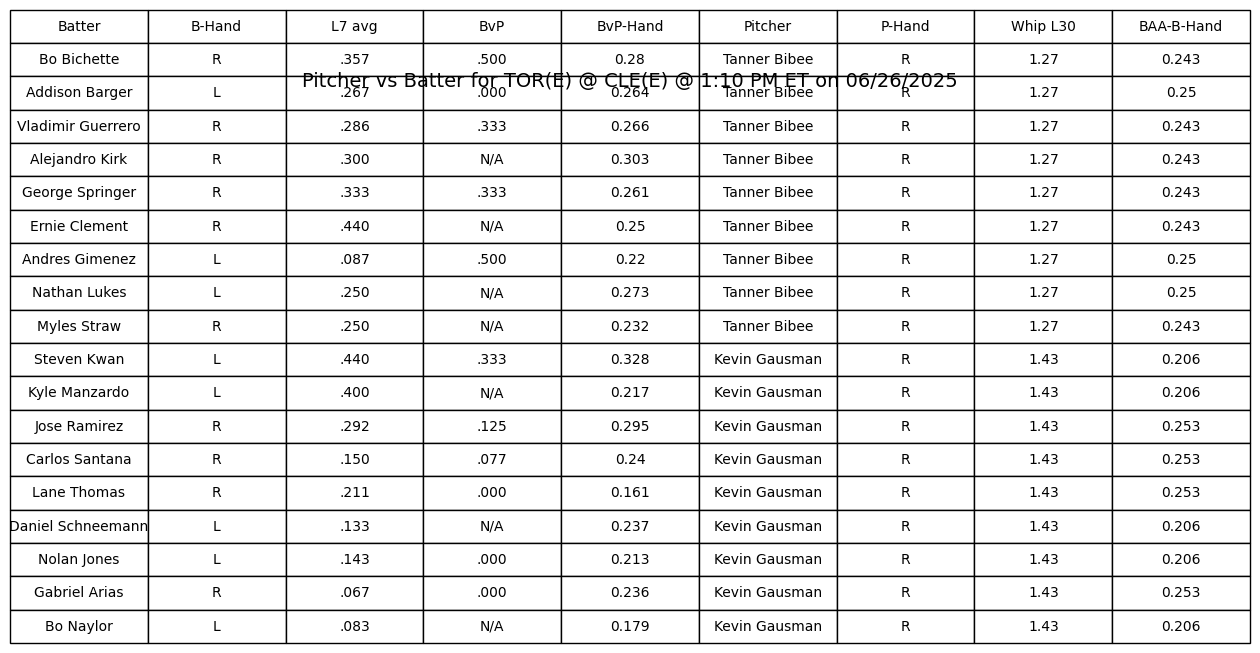 Batter B-Hand L7 avg BvP BvP-Hand Pitcher P-Hand Whip L30 BAA-B-Hand
Bo Bichette R .357 .500 0.28 Tanner Bibee R 1.27 0.243
Pitcher vs Batter for TOR(E) @ CLE(E) @ 1:10 PM ET on 06/26/2025
Addison Barger L .267 .000 0.264 Tanner Bibee R 1.27 0.25
Vladimir Guerrero R .286 .333 0.266 Tanner Bibee R 1.27 0.243
Alejandro Kirk R .300 N/A 0.303 Tanner Bibee R 1.27 0.243
George Springer R .333 .333 0.261 Tanner Bibee R 1.27 0.243
Ernie Clement R .440 N/A 0.25 Tanner Bibee R 1.27 0.243
Andres Gimenez L .087 .500 0.22 Tanner Bibee R 1.27 0.25
Nathan Lukes L .250 N/A 0.273 Tanner Bibee R 1.27 0.25
Myles Straw R .250 N/A 0.232 Tanner Bibee R 1.27 0.243
Steven Kwan L .440 .333 0.328 Kevin Gausman R 1.43 0.206
Kyle Manzardo L .400 N/A 0.217 Kevin Gausman R 1.43 0.206
Jose Ramirez R .292 .125 0.295 Kevin Gausman R 1.43 0.253
Carlos Santana R .150 .077 0.24 Kevin Gausman R 1.43 0.253
Lane Thomas R .211 .000 0.161 Kevin Gausman R 1.43 0.253
Daniel Schneemann L .133 N/A 0.237 Kevin Gausman R 1.43 0.206
Nolan Jones L .143 .000 0.213 Kevin Gausman R 1.43 0.206
Gabriel Arias R .067 .000 0.236 Kevin Gausman R 1.43 0.253
Bo Naylor L .083 N/A 0.179 Kevin Gausman R 1.43 0.206